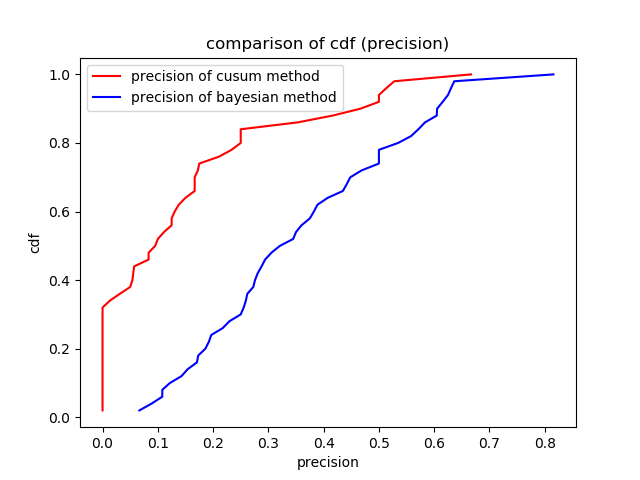 comparison of cdf (precision)
precision of cusum method
precision of bayesian method
cdf
1.0
0.8
0.6
0.4
0.2
0.0
0.0 0.1 0.2 0.3 0.4 0.5 0.6 0.7 0.8
precision